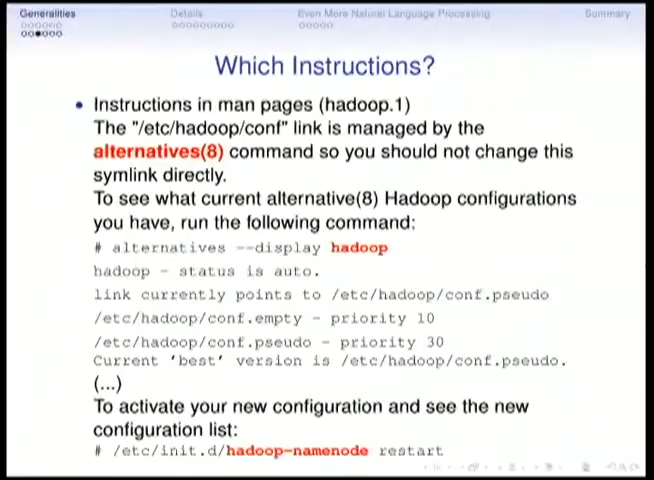 Generalities Details Even More Natural Language Processing Summary
Which Instructions?
• Instructions in man pages (hadoop.1)
The "/etc/hadoop/conf" link is managed by the
alternatives(8) command so you should not change this
symlink directly.
To see what current alternative(8) Hadoop configurations
you have, run the following command:
# alternatives --display hadoop
hadoop - status is auto.
link currently points to /etc/hadoop/conf.pseudo
/etc/hadoop/conf.empty - priority 10
/etc/hadoop/conf.pseudo - priority 30
Current 'best' version is /etc/hadoop/conf.pseudo.
(...)
To activate your new configuration and see the new
configuration list:
# /etc/init.d/hadoop-namenode restart